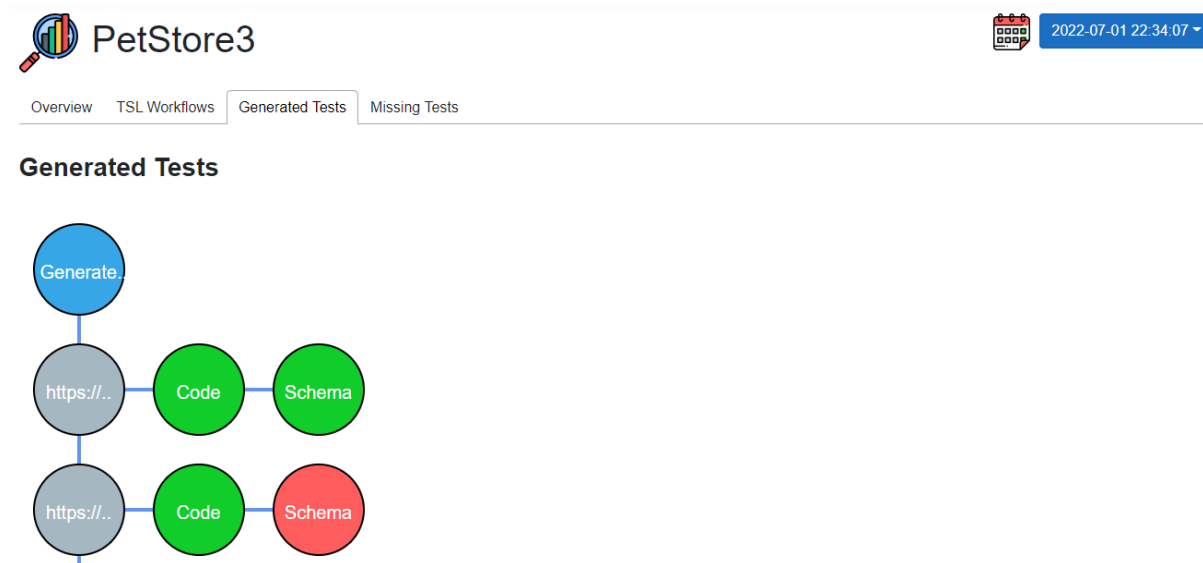 PetStore3
2022-07-01 22:34:07
Overview TSL Workflows Generated Tests Missing Tests
Generated Tests
Generate..
https://.. Code Schema
https://.. Code Schema